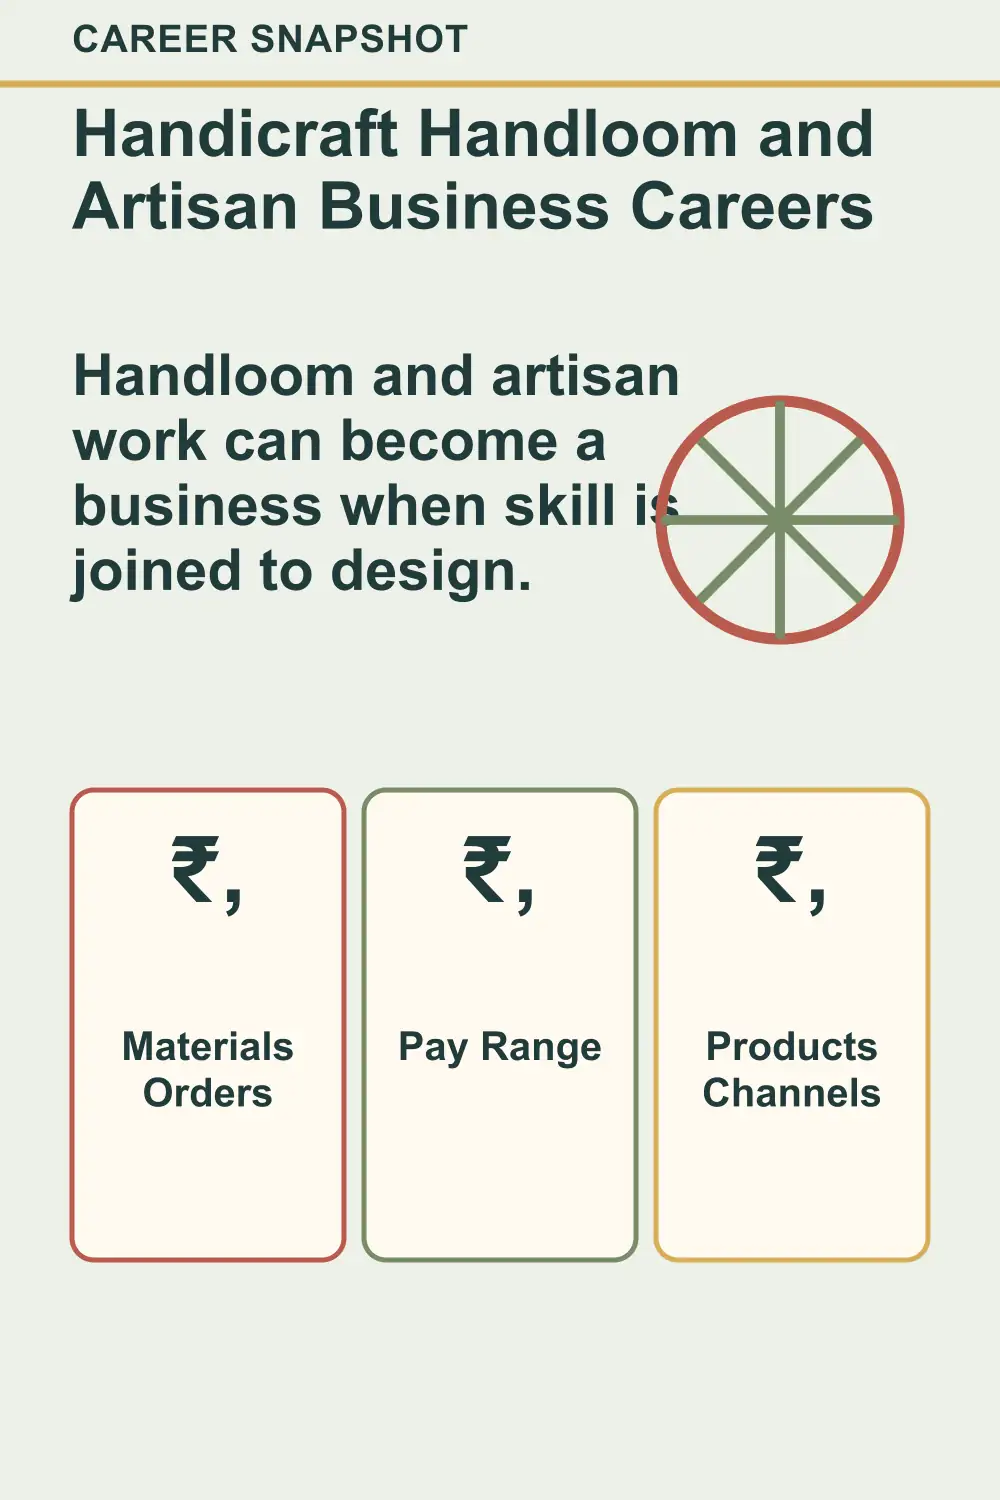 CAREER SNAPSHOT
Handicraft Handloom and
Artisan Business Careers
Handloom and artisan
work can become a
business when skill is
joined to design.
₹,
Materials
Orders
₹,
Pay Range
₹,
Products
Channels